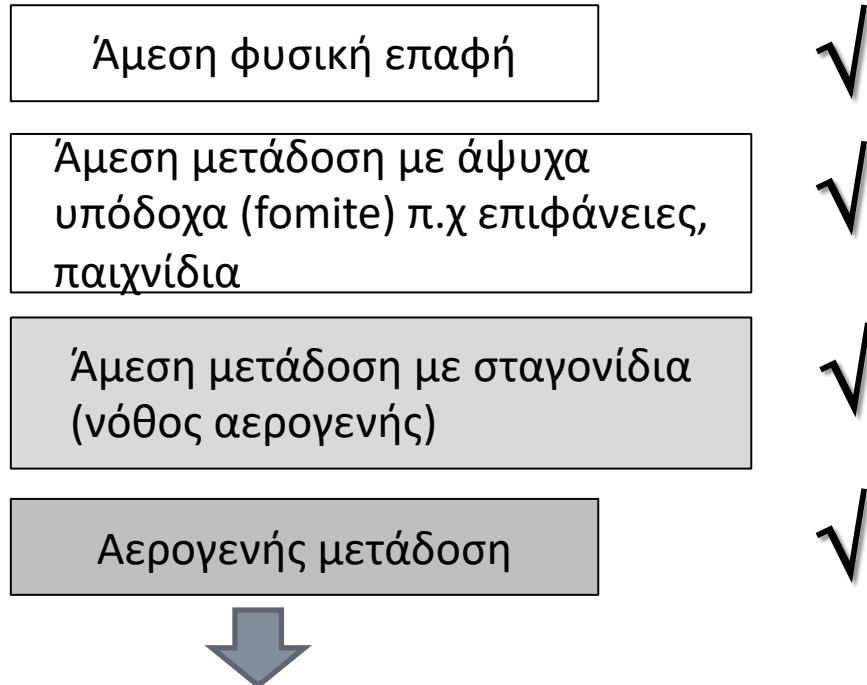 Άμεση φυσική επαφή √
Άμεση μετάδοση με άψυχα √
υπόδοχα (fomite) π.χ επιφάνειες,
παιχνίδια
Άμεση μετάδοση με σταγονίδια √
(νόθος αερογενής)
Αερογενής μετάδοση √